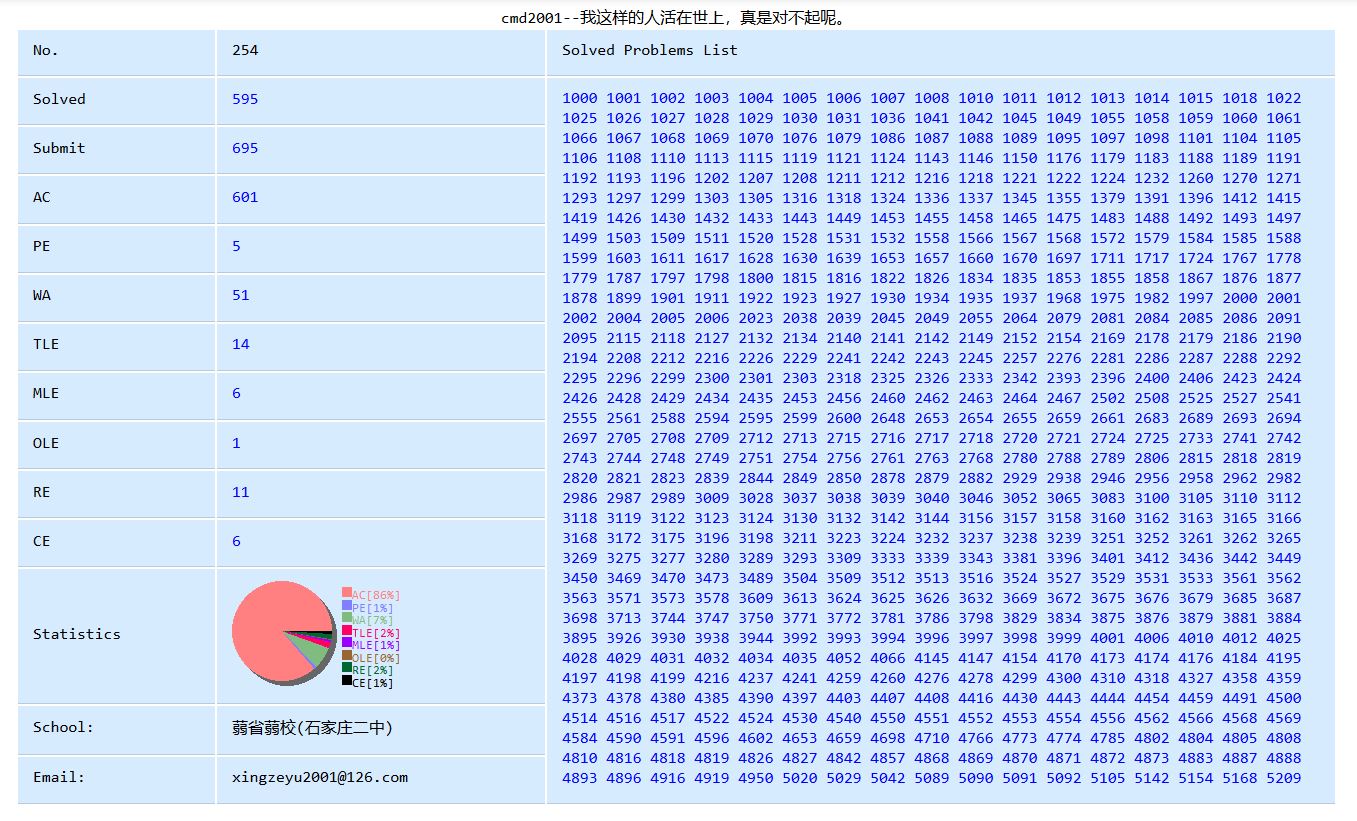 cmd2001--我这样的人活在世上，真是对不起呢。
No. 254 Solved Problems List
Solved 595
Submit 695
AC 601
PE 5
WA 51
TLE 14
MLE 6
OLE 1
RE 11
CE 6
Statistics
AC[86%]
PE[1%]
WA[7%]
TLE[2%]
MLE[1%]
OLE[0%]
RE[2%]
CE[1%]
School: 蒻省蒻校(石家庄二中)
Email: xingzeyu2001@126.com
1000 1001 1002 1003 1004 1005 1006 1007 1008 1010 1011 1012 1013 1014 1015 1018 1022
1025 1026 1027 1028 1029 1030 1031 1036 1041 1042 1045 1049 1055 1058 1059 1060 1061
1066 1067 1068 1069 1070 1076 1079 1086 1087 1088 1089 1095 1097 1098 1101 1104 1105
1106 1108 1110 1113 1115 1119 1121 1124 1143 1146 1150 1176 1179 1183 1188 1189 1191
1192 1193 1196 1202 1207 1208 1211 1212 1216 1218 1221 1222 1224 1232 1260 1270 1271
1293 1297 1299 1303 1305 1316 1318 1324 1336 1337 1345 1355 1379 1391 1396 1412 1415
1419 1426 1430 1432 1433 1443 1449 1453 1455 1458 1465 1475 1483 1488 1492 1493 1497
1499 1503 1509 1511 1520 1528 1531 1532 1558 1566 1567 1568 1572 1579 1584 1585 1588
1599 1603 1611 1617 1628 1630 1639 1653 1657 1660 1670 1697 1711 1717 1724 1767 1778
1779 1787 1797 1798 1800 1815 1816 1822 1826 1834 1835 1853 1855 1858 1867 1876 1877
1878 1899 1901 1911 1922 1923 1927 1930 1934 1935 1937 1968 1975 1982 1997 2000 2001
2002 2004 2005 2006 2023 2038 2039 2045 2049 2055 2064 2079 2081 2084 2085 2086 2091
2095 2115 2118 2127 2132 2134 2140 2141 2142 2149 2152 2154 2169 2178 2179 2186 2190
2194 2208 2212 2216 2226 2229 2241 2242 2243 2245 2257 2276 2281 2286 2287 2288 2292
2295 2296 2299 2300 2301 2303 2318 2325 2326 2333 2342 2393 2396 2400 2406 2423 2424
2426 2428 2429 2434 2435 2453 2456 2460 2462 2463 2464 2467 2502 2508 2525 2527 2541
2555 2561 2588 2594 2595 2599 2600 2648 2653 2654 2655 2659 2661 2683 2689 2693 2694
2697 2705 2708 2709 2712 2713 2715 2716 2717 2718 2720 2721 2724 2725 2733 2741 2742
2743 2744 2748 2749 2751 2754 2756 2761 2763 2768 2780 2788 2789 2806 2815 2818 2819
2820 2821 2823 2839 2844 2849 2850 2878 2879 2882 2929 2938 2946 2956 2958 2962 2982
2986 2987 2989 3009 3028 3037 3038 3039 3040 3046 3052 3065 3083 3100 3105 3110 3112
3118 3119 3122 3123 3124 3130 3132 3142 3144 3156 3157 3158 3160 3162 3163 3165 3166
3168 3172 3175 3196 3198 3211 3223 3224 3232 3237 3238 3239 3251 3252 3261 3262 3265
3269 3275 3277 3280 3289 3293 3309 3333 3339 3343 3381 3396 3401 3412 3436 3442 3449
3450 3469 3470 3473 3489 3504 3509 3512 3513 3516 3524 3527 3529 3531 3533 3561 3562
3563 3571 3573 3578 3609 3613 3624 3625 3626 3632 3669 3672 3675 3676 3679 3685 3687
3698 3713 3744 3747 3750 3771 3772 3781 3786 3798 3829 3834 3875 3876 3879 3881 3884
3895 3926 3930 3938 3944 3992 3993 3994 3996 3997 3998 3999 4001 4006 4010 4012 4025
4028 4029 4031 4032 4034 4035 4052 4066 4145 4147 4154 4170 4173 4174 4176 4184 4195
4197 4198 4199 4216 4237 4241 4259 4260 4276 4278 4299 4300 4310 4318 4327 4358 4359
4373 4378 4380 4385 4390 4397 4403 4407 4408 4416 4430 4443 4444 4454 4459 4491 4500
4514 4516 4517 4522 4524 4530 4540 4550 4551 4552 4553 4554 4556 4562 4566 4568 4569
4584 4590 4591 4596 4602 4653 4659 4698 4710 4766 4773 4774 4785 4802 4804 4805 4808
4810 4816 4818 4819 4826 4827 4842 4857 4868 4869 4870 4871 4872 4873 4883 4887 4888
4893 4896 4916 4919 4950 5020 5029 5042 5089 5090 5091 5092 5105 5142 5154 5168 5209